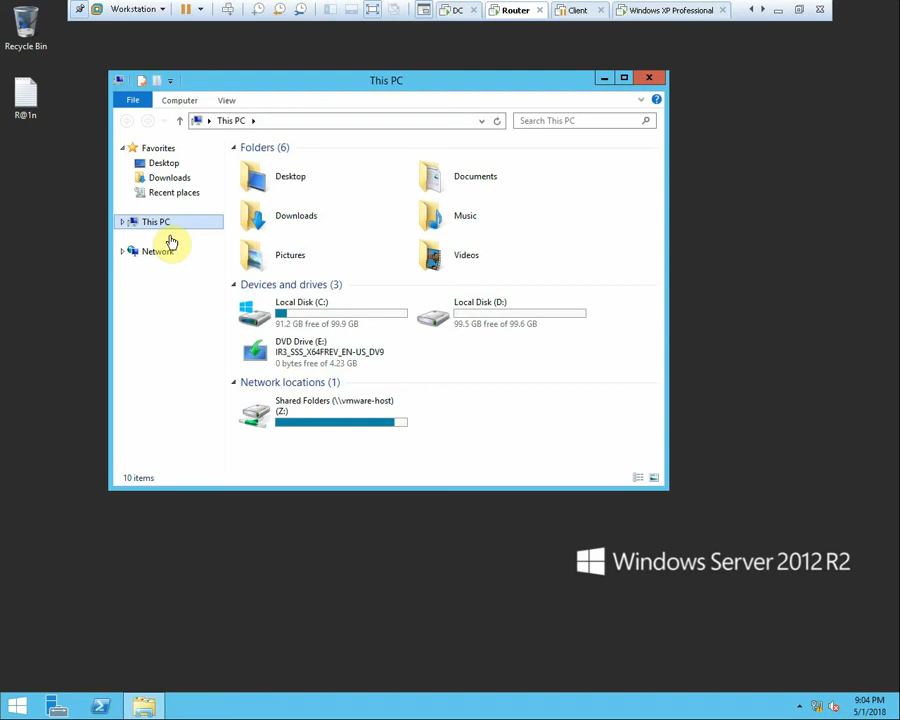 Workstation
DC
Router
Client
Windows XP Professional
Recycle Bin
R@1n
This PC
File
Computer
View
This PC
Search This PC
Favorites
Desktop
Downloads
Recent places
This PC
Network
Folders (6)
Desktop
Documents
Downloads
Music
Pictures
Videos
Devices and drives (3)
Local Disk (C:)
91.2 GB free of 99.9 GB
Local Disk (D:)
99.5 GB free of 99.6 GB
DVD Drive (E:)
IR3_SSS_X64FREV_EN-US_DV9
0 bytes free of 4.23 GB
Network locations (1)
Shared Folders (\\vmware-host)
(Z:)
10 items
Windows Server 2012 R2
9:04 PM
5/1/2018